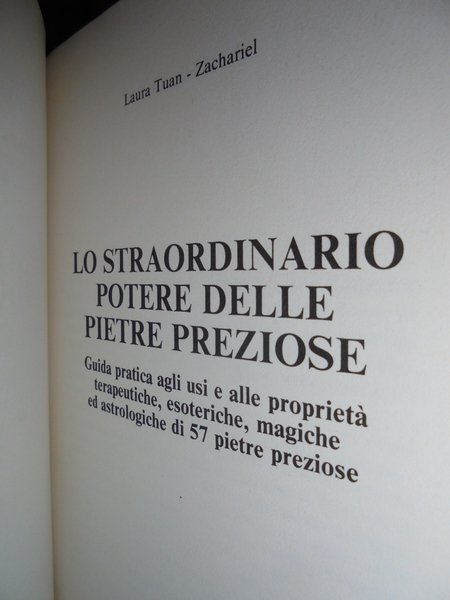 Laura Tuan - Zachariel
LO STRAORDINARIO
POTERE DELLE
PIETRE PREZIOSE
Guida pratica agli usi e alle proprietà
terapeutiche, esoteriche, magiche
ed astrologiche di 57 pietre preziose